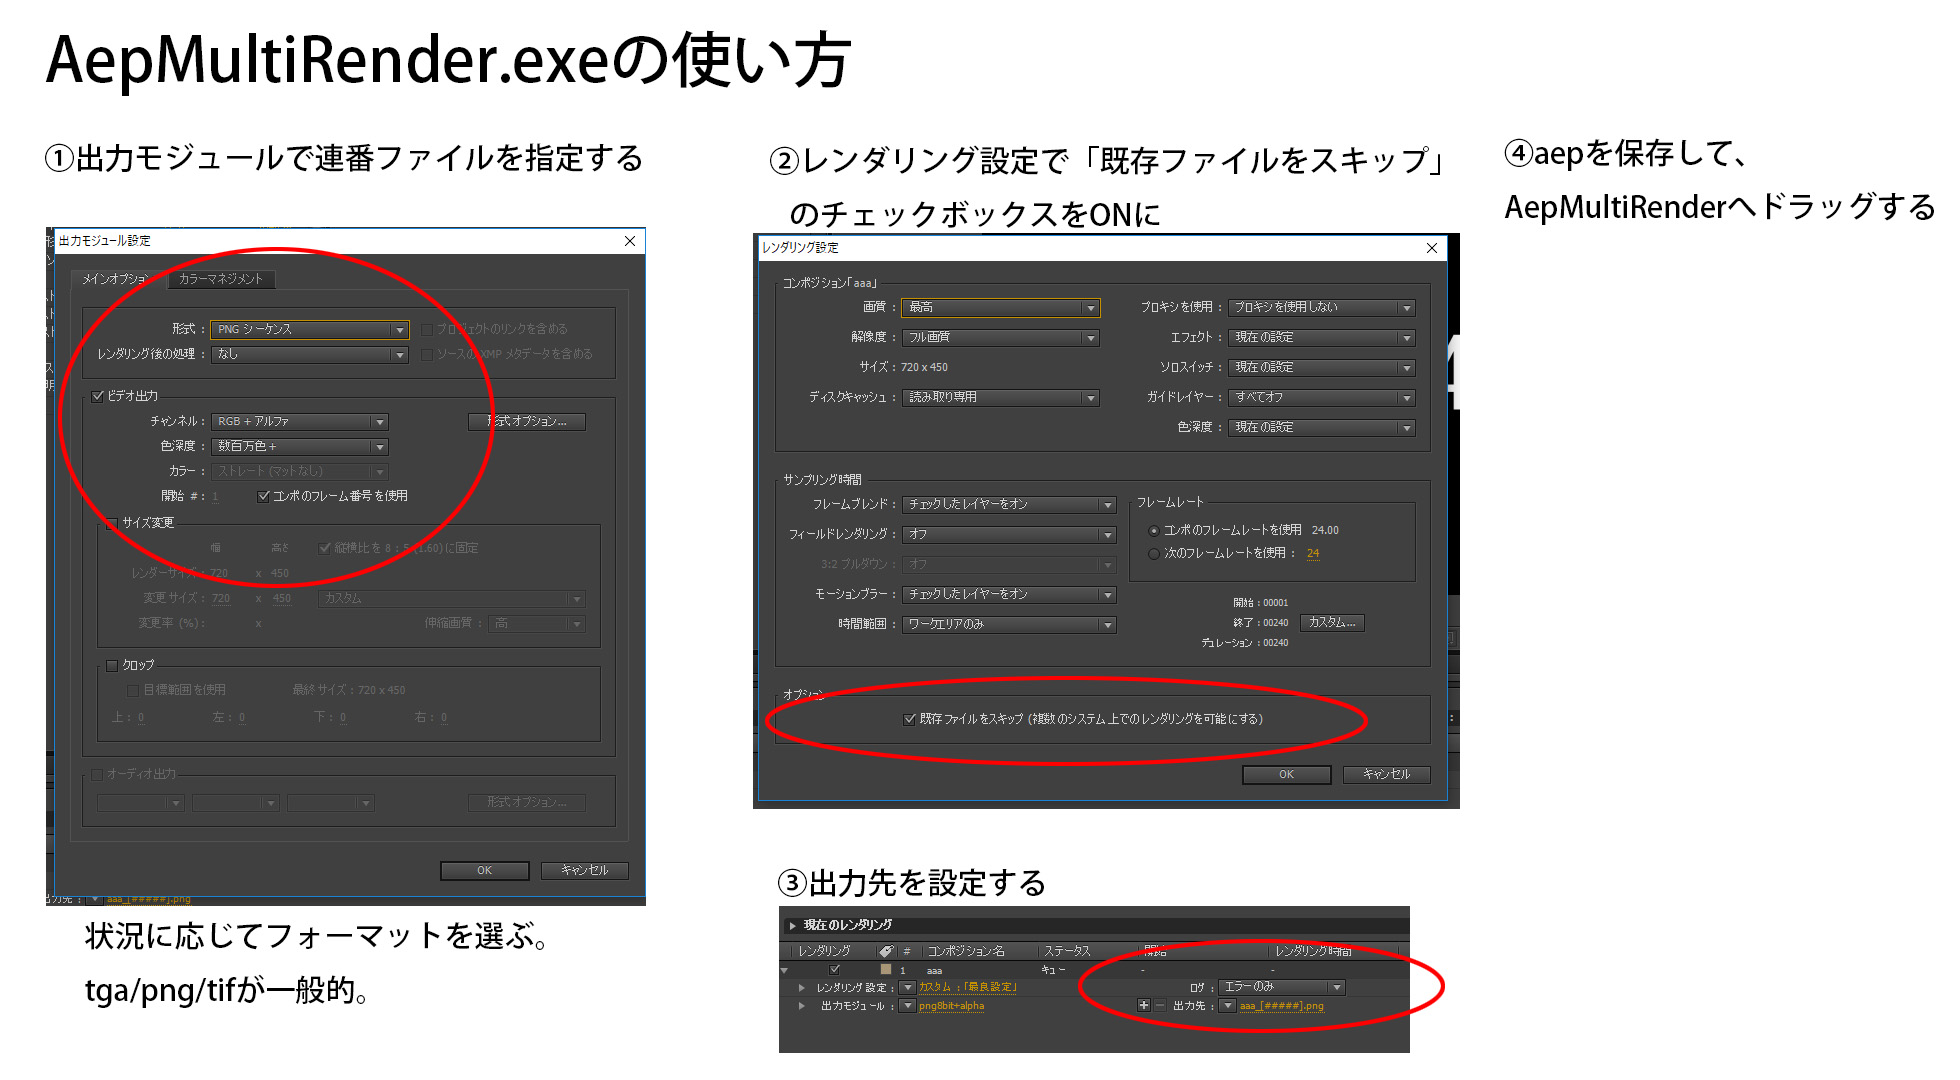 AepMultiRender.exeの使い方
①出力モジュールで連番ファイルを指定する
出力モジュール設定
メインオプション カラーマネジメント
形式： PNG シーケンス プロジェクトのリンクを含める
レンダリング後の処理： なし ソースの XMP メタデータを含める
ビデオ出力
チャンネル： RGB + アルファ 形式オプション...
色深度： 数百万色 +
カラー： ストレート (マットなし)
開始 #： 1 コンポのフレーム番号を使用
サイズ変更
幅 高さ 縦横比を 8 : 5 (1.60) に固定
レンダーサイズ： 720 x 450
変更サイズ： 720 x 450 カスタム
変更率 (%)： x 伸縮画質： 高
クロップ
目標範囲を使用 最終サイズ：720 x 450
上： 0 左： 0 下： 0 右： 0
オーディオ出力
形式オプション...
OK キャンセル
出力先： aaa_[#####].png
状況に応じてフォーマットを選ぶ。
tga/png/tifが一般的。
②レンダリング設定で「既存ファイルをスキップ」
のチェックボックスをONに
レンダリング設定
コンポジション「aaa」
画質： 最高 プロキシを使用： プロキシを使用しない
解像度： フル画質 エフェクト： 現在の設定
サイズ：720 x 450 ソロスイッチ： 現在の設定
ディスクキャッシュ： 読み取り専用 ガイドレイヤー： すべてオフ
色深度： 現在の設定
サンプリング時間
フレームブレンド： チェックしたレイヤーをオン フレームレート
フィールドレンダリング： オフ コンポのフレームレートを使用 24.00
3:2 プルダウン： オフ 次のフレームレートを使用： 24
モーションブラー： チェックしたレイヤーをオン 開始：00001
時間範囲： ワークエリアのみ 終了：00240 カスタム...
デュレーション：00240
オプション
既存ファイルをスキップ (複数のシステム上でのレンダリングを可能にする)
OK キャンセル
③出力先を設定する
現在のレンダリング
レンダリング # コンポジション名 ステータス 開始 レンダリング時間
1 aaa キュー - -
レンダリング設定： カスタム：「最良設定」 ログ： エラーのみ
出力モジュール： png8bit+alpha 出力先： aaa_[#####].png
④aepを保存して、
AepMultiRenderへドラッグする